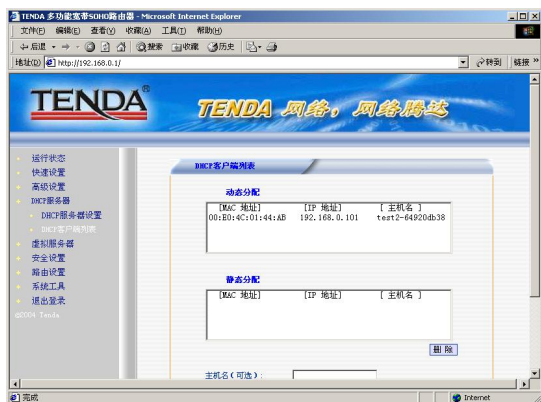 TENDA 多功能宽带SOHO路由器 - Microsoft Internet Explorer
文件(F) 编辑(E) 查看(V) 收藏(A) 工具(T) 帮助(H)
后退 搜索 收藏 历史
地址(D) http://192.168.0.1/ 转到 链接 »
TENDA® TENDA 网络，网络腾达
运行状态
快速设置
高级设置
DHCP服务器
DHCP服务器设置
DHCP客户端列表
虚拟服务器
安全设置
路由设置
系统工具
退出登录
©2004 Tenda
DHCP客户端列表
动态分配
[MAC 地址] [IP 地址] [ 主机名 ]
00:E0:4C:01:44:AB 192.168.0.101 test2-64920db38
静态分配
[MAC 地址] [IP 地址] [ 主机名 ]
删 除
主机名(可选):
完成 Internet